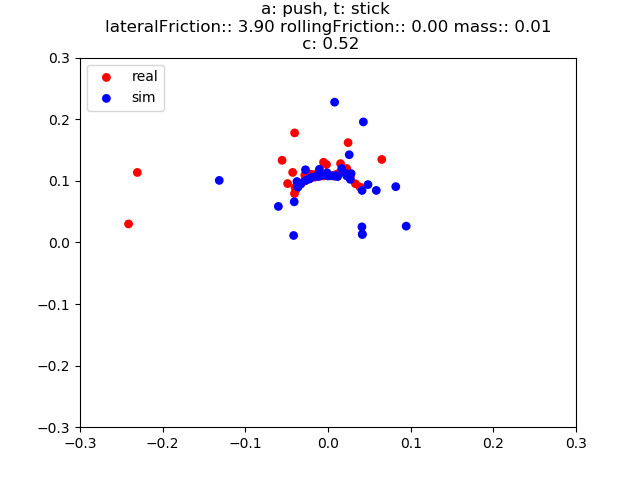 a: push, t: stick
lateralFriction:: 3.90 rollingFriction:: 0.00 mass:: 0.01
c: 0.52
real
sim
0.3
0.2
0.1
0.0
−0.1
−0.2
−0.3
−0.3 −0.2 −0.1 0.0 0.1 0.2 0.3